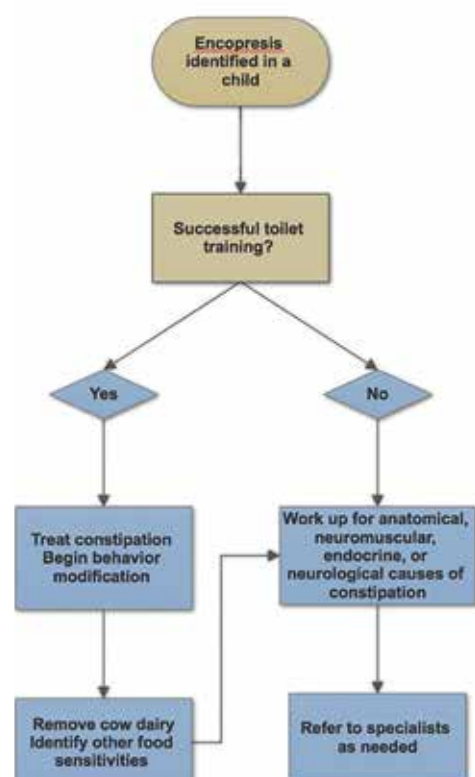 Encopresis
identified in a
child
Successful toilet
training?
Yes
No
Treat constipation
Begin behavior
modification
Work up for anatomical,
neuromuscular,
endocrine, or
neurological causes of
constipation
Remove cow dairy
Identify other food
sensitivities
Refer to specialists
as needed